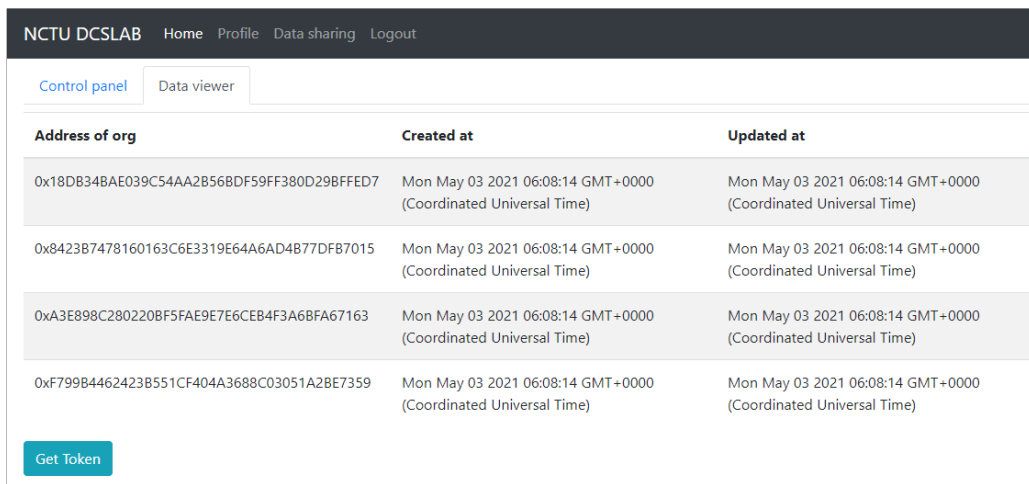 NCTU DCSLAB Home Profile Data sharing Logout
Control panel Data viewer
Address of org Created at Updated at
0x18DB34BAE039C54AA2B56BDF59FF380D29BFFED7 Mon May 03 2021 06:08:14 GMT+0000 Mon May 03 2021 06:08:14 GMT+0000
(Coordinated Universal Time) (Coordinated Universal Time)
0x8423B7478160163C6E3319E64A6AD4B77DFB7015 Mon May 03 2021 06:08:14 GMT+0000 Mon May 03 2021 06:08:14 GMT+0000
(Coordinated Universal Time) (Coordinated Universal Time)
0xA3E898C280220BF5FAE9E7E6CEB4F3A6BFA67163 Mon May 03 2021 06:08:14 GMT+0000 Mon May 03 2021 06:08:14 GMT+0000
(Coordinated Universal Time) (Coordinated Universal Time)
0xF799B4462423B551CF404A3688C03051A2BE7359 Mon May 03 2021 06:08:14 GMT+0000 Mon May 03 2021 06:08:14 GMT+0000
(Coordinated Universal Time) (Coordinated Universal Time)
Get Token